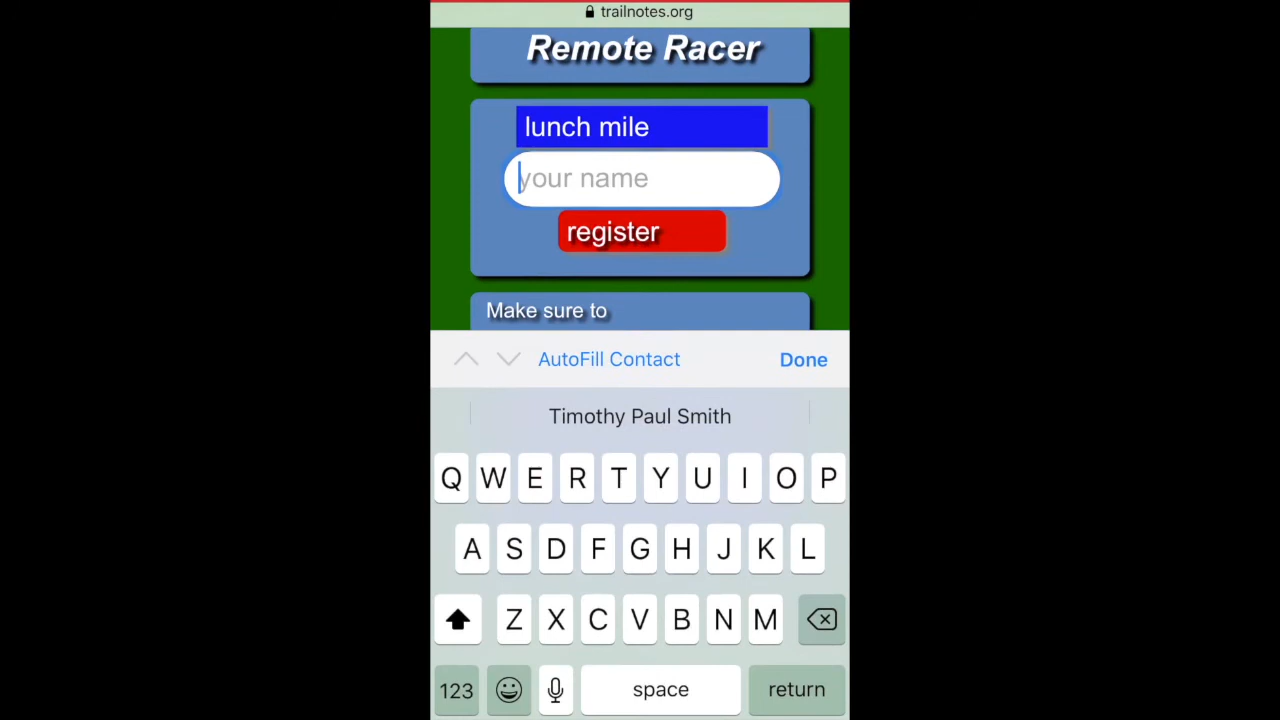 trailnotes.org
Remote Racer
lunch mile
your name
register
Make sure to
AutoFill Contact Done
Timothy Paul Smith
Q W E R T Y U I O P
A S D F G H J K L
Z X C V B N M
123 space return